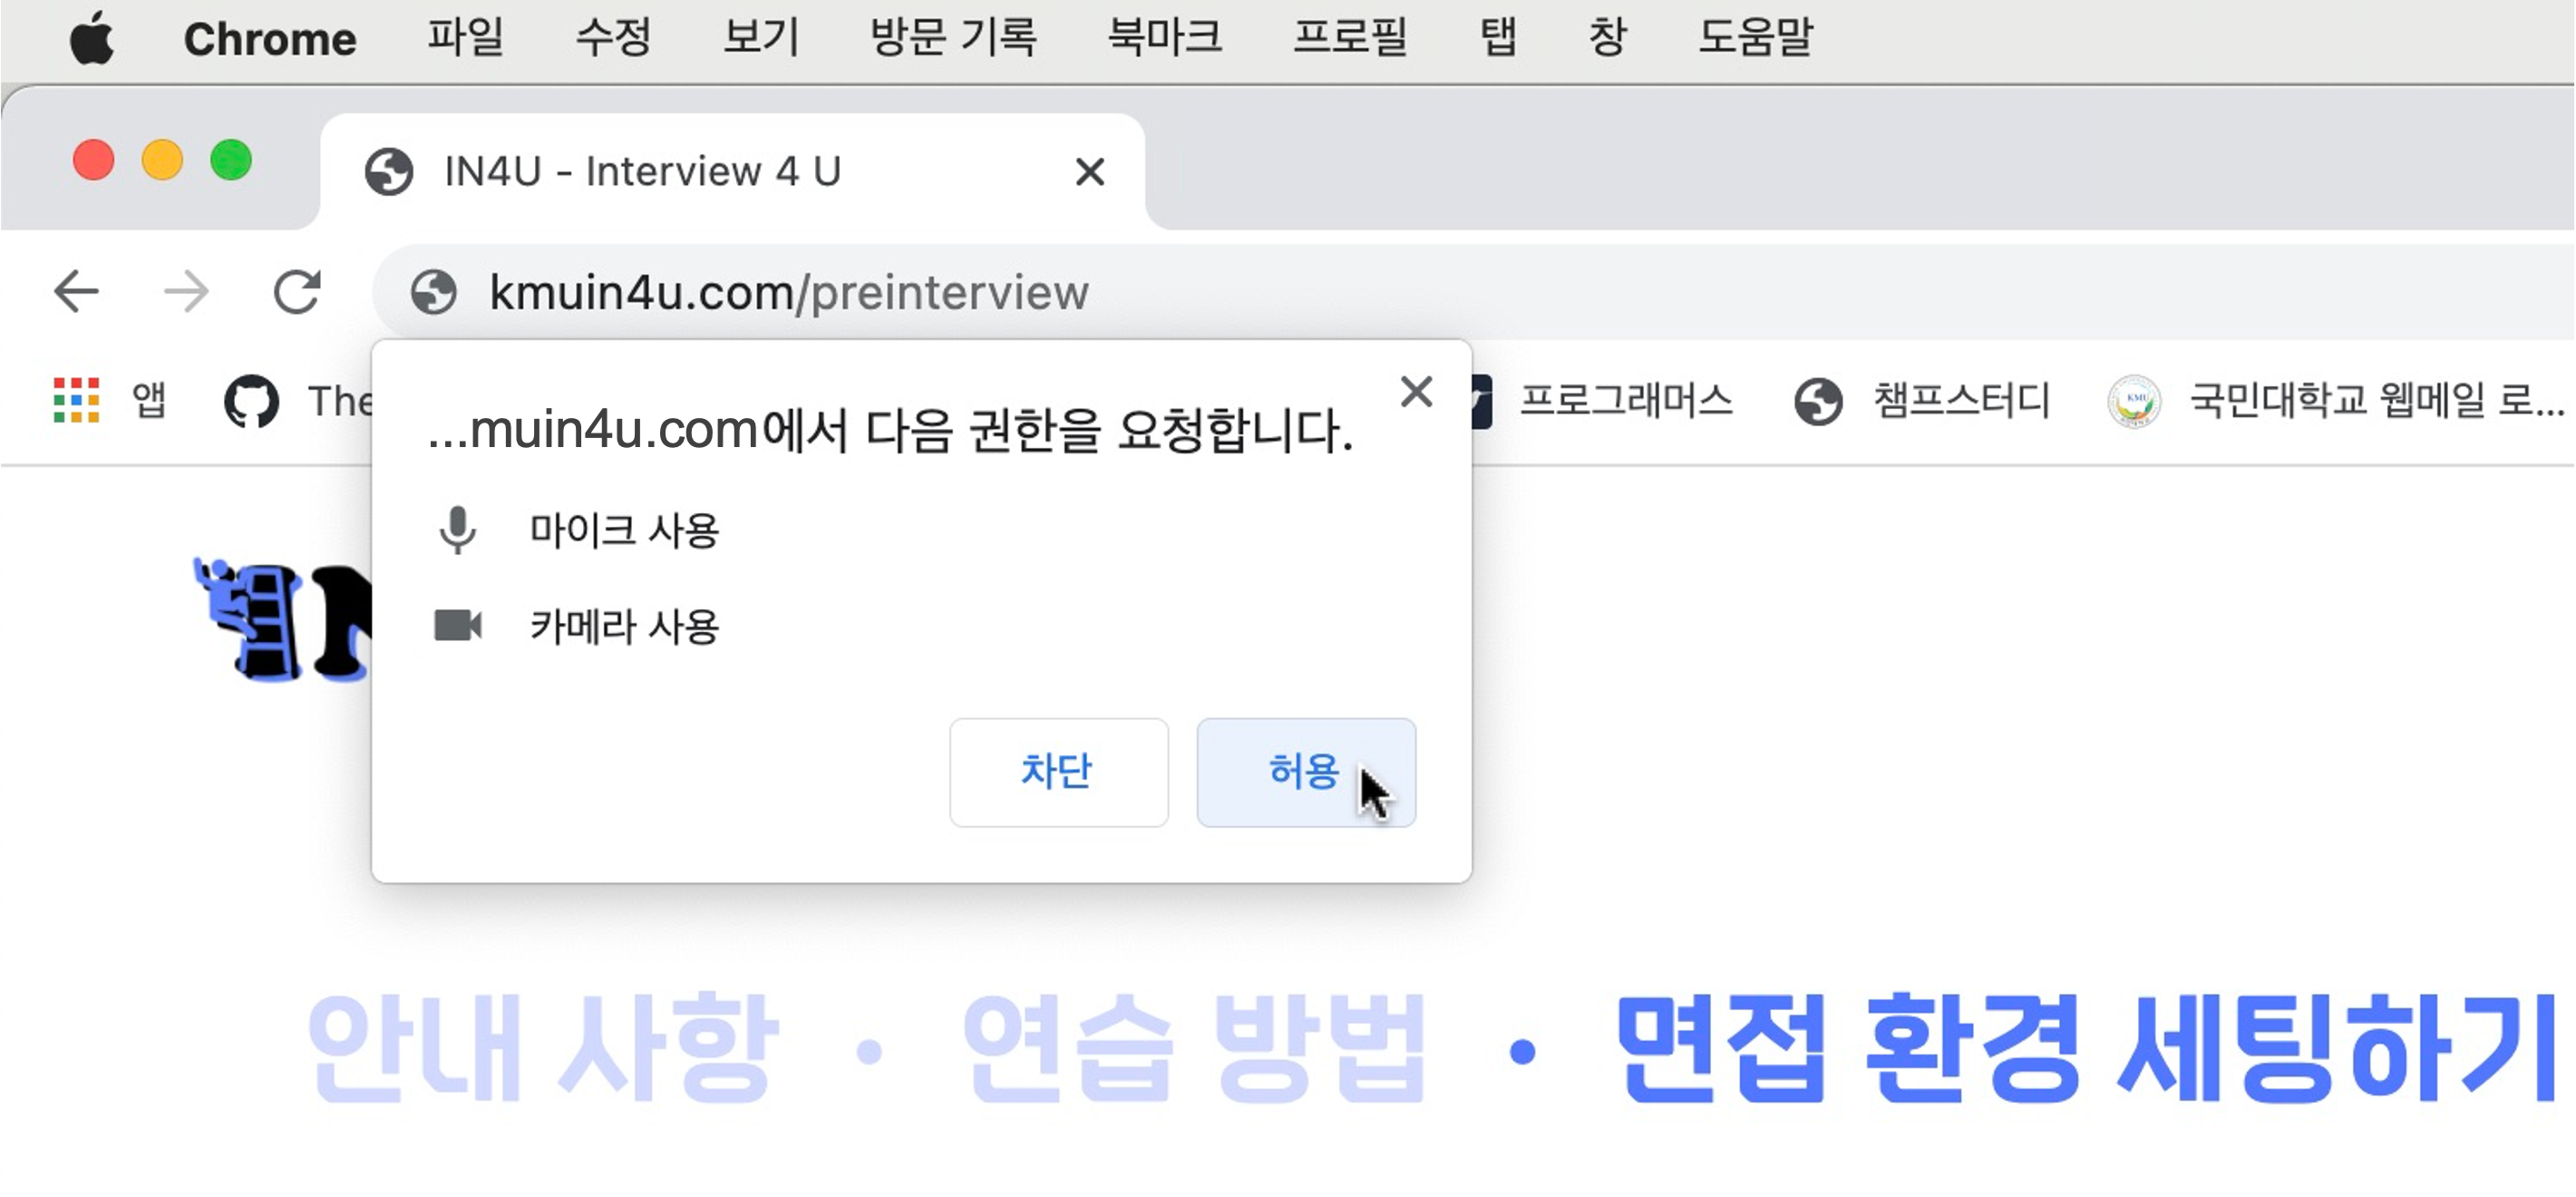 Chrome 파일 수정 보기 방문 기록 북마크 프로필 탭 창 도움말
IN4U - Interview 4 U
kmuin4u.com/preinterview
앱 The 프로그래머스 챔프스터디 국민대학교 웹메일 로...
...muin4u.com에서 다음 권한을 요청합니다.
마이크 사용
카메라 사용
차단 허용
안내 사항 • 연습 방법 • 면접 환경 세팅하기